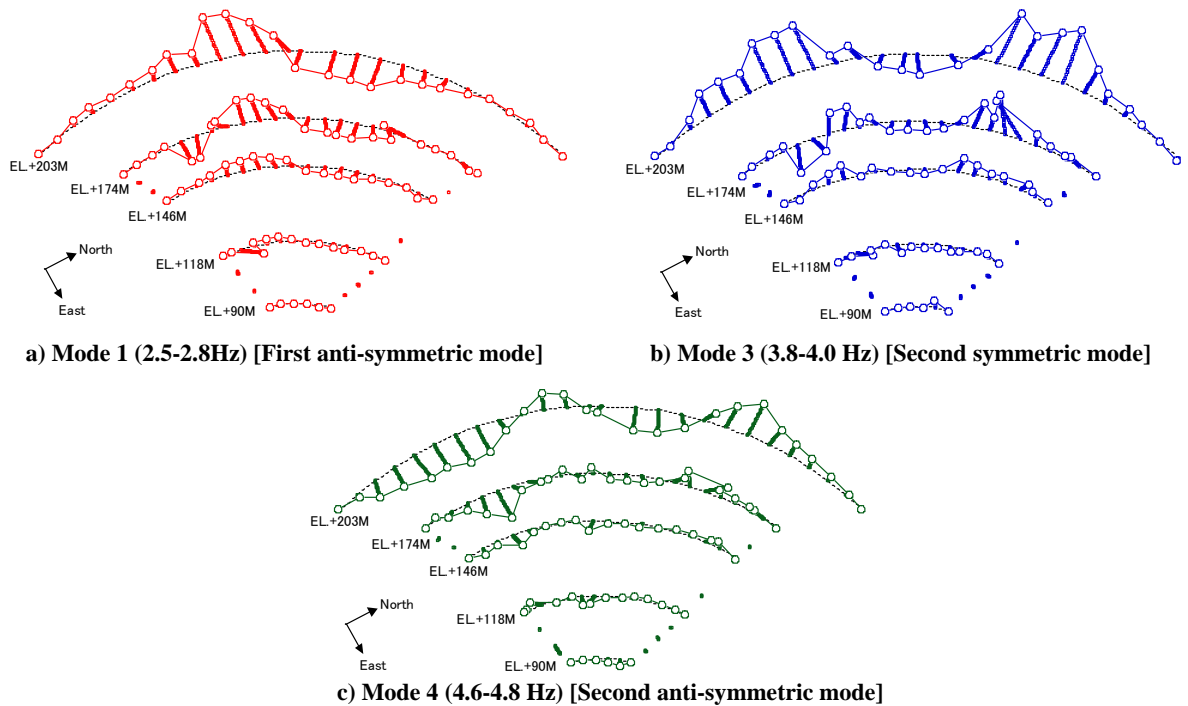 EL.+203M
EL.+174M
EL.+146M
North
EL.+118M
East
EL.+90M
a) Mode 1 (2.5-2.8Hz) [First anti-symmetric mode]
EL.+203M
EL.+174M
EL.+146M
North
EL.+118M
East
EL.+90M
b) Mode 3 (3.8-4.0 Hz) [Second symmetric mode]
EL.+203M
EL.+174M
EL.+146M
North
EL.+118M
East
EL.+90M
c) Mode 4 (4.6-4.8 Hz) [Second anti-symmetric mode]